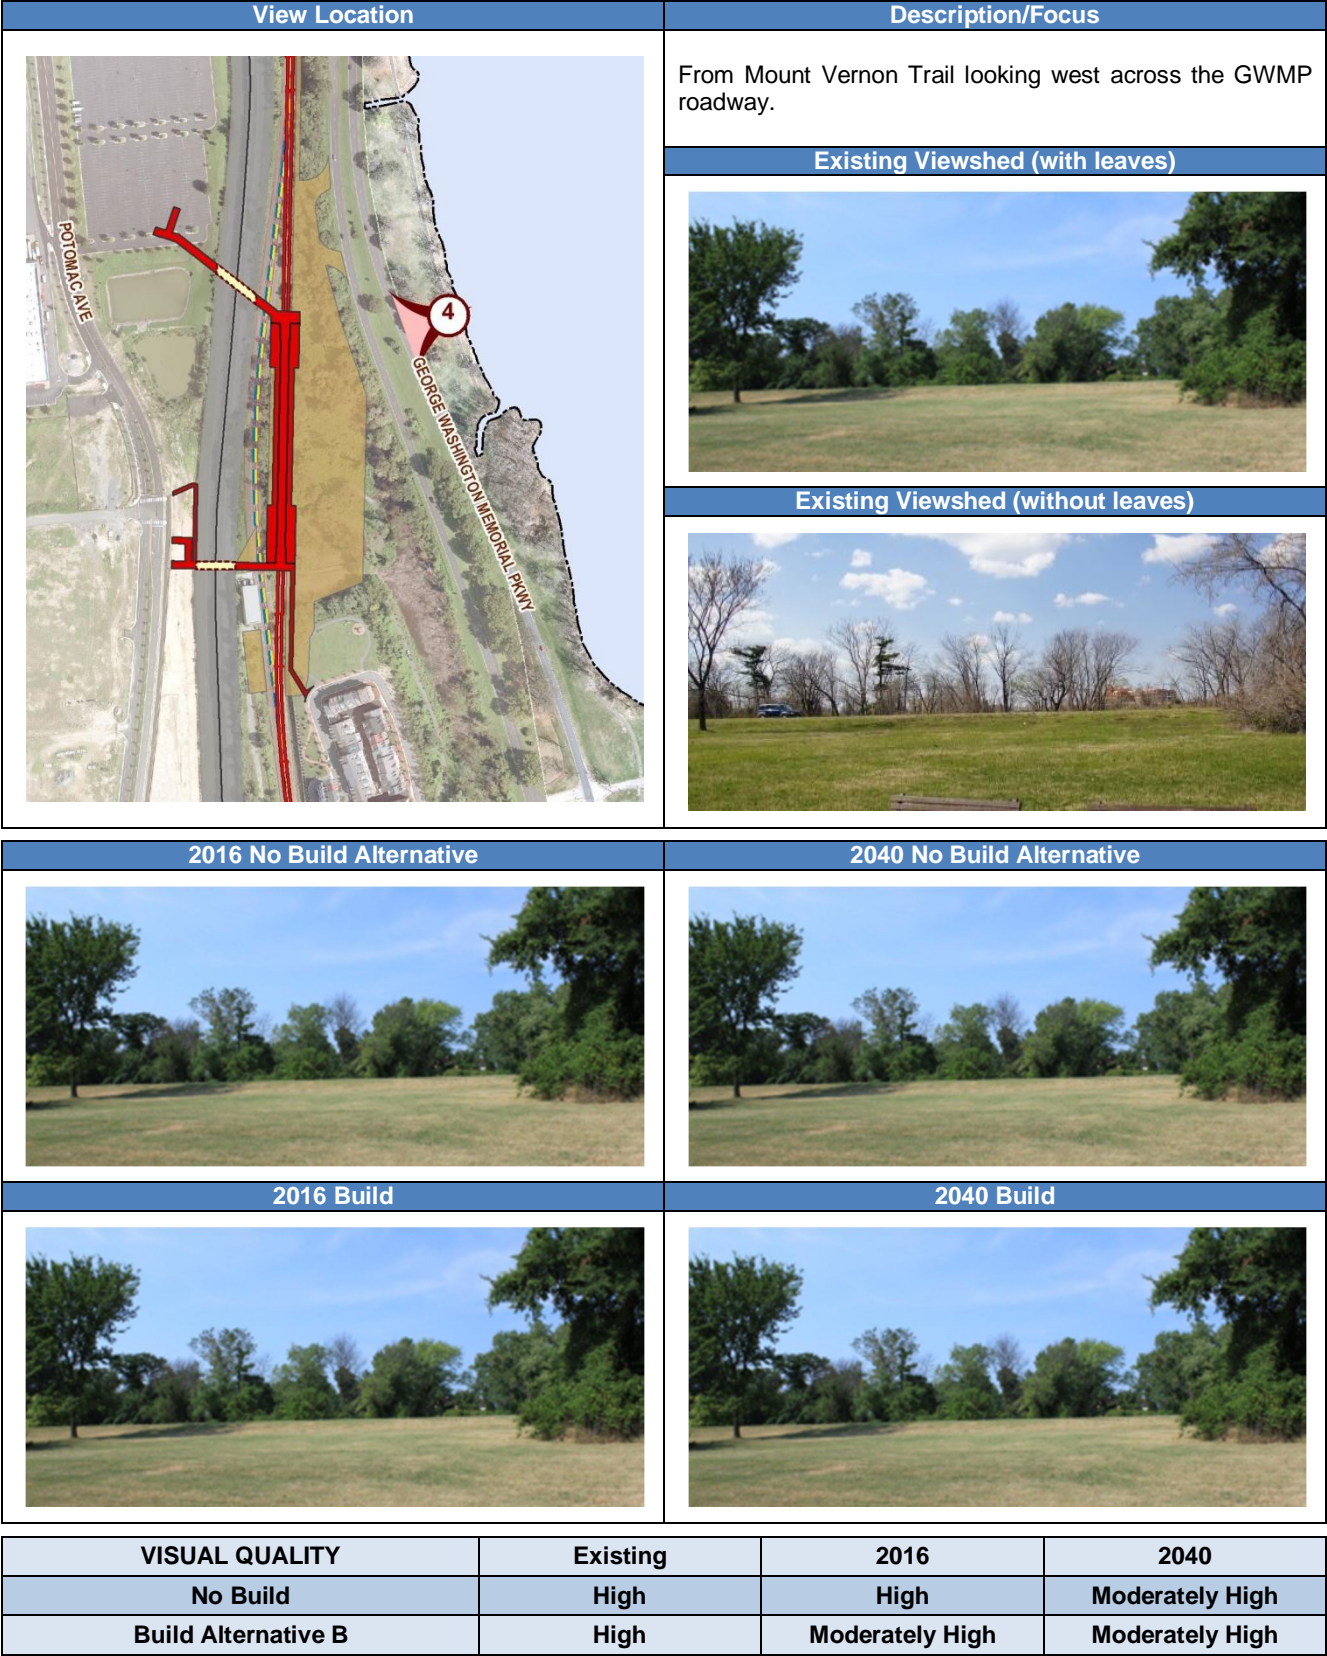 View Location
Description/Focus
From Mount Vernon Trail looking west across the GWMP
roadway.
POTOMAC AVE
4
GEORGE WASHINGTON MEMORIAL PKWY
Existing Viewshed (with leaves)
Existing Viewshed (without leaves)
2016 No Build Alternative
2040 No Build Alternative
2016 Build
2040 Build
VISUAL QUALITY Existing 2016 2040
No Build High High Moderately High
Build Alternative B High Moderately High Moderately High